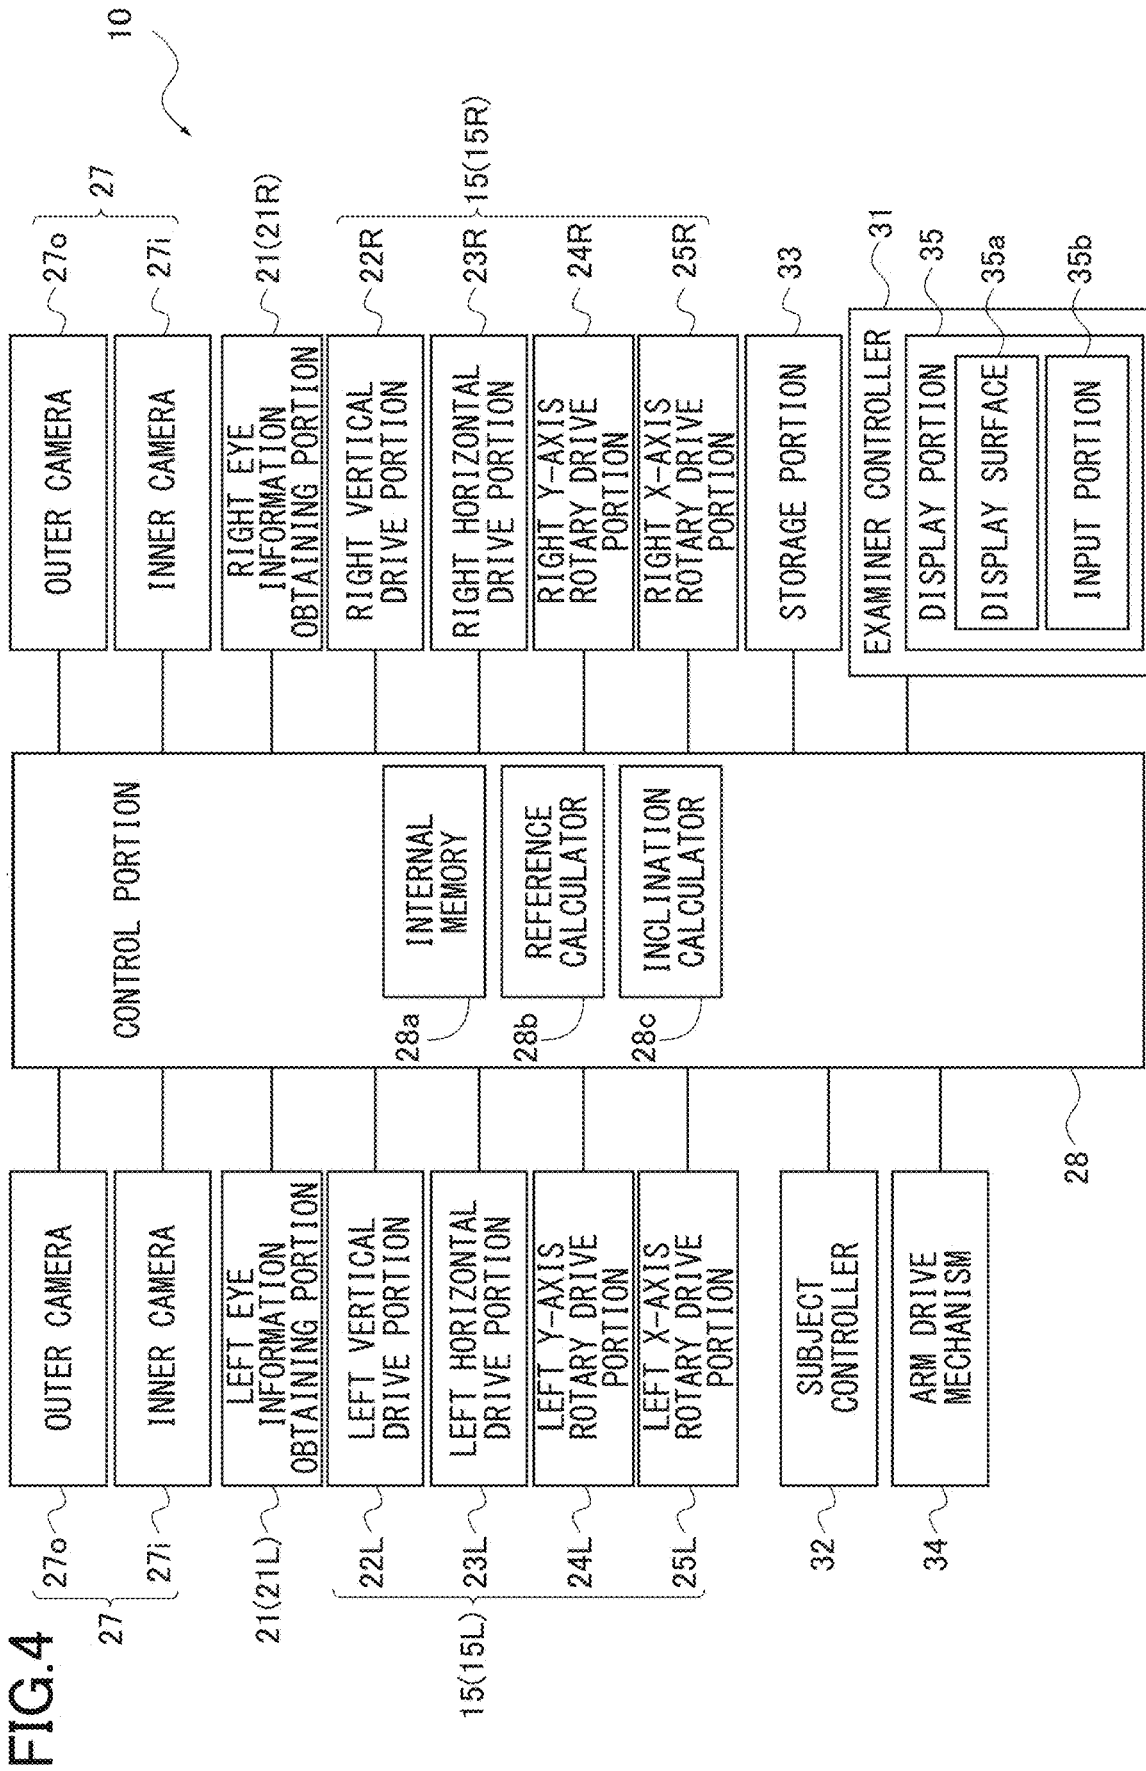 FIG.4
10
27
27o
OUTER CAMERA
27i
INNER CAMERA
21(21L)
LEFT EYE
INFORMATION
OBTAINING PORTION
15(15L)
22L
LEFT VERTICAL
DRIVE PORTION
23L
LEFT HORIZONTAL
DRIVE PORTION
24L
LEFT Y-AXIS
ROTARY DRIVE
PORTION
25L
LEFT X-AXIS
ROTARY DRIVE
PORTION
32
SUBJECT
CONTROLLER
34
ARM DRIVE
MECHANISM
CONTROL PORTION
28a
INTERNAL
MEMORY
28b
REFERENCE
CALCULATOR
28c
INCLINATION
CALCULATOR
28
OUTER CAMERA
27o
INNER CAMERA
27i
27
RIGHT EYE
INFORMATION
OBTAINING PORTION
21(21R)
RIGHT VERTICAL
DRIVE PORTION
22R
RIGHT HORIZONTAL
DRIVE PORTION
23R
15(15R)
RIGHT Y-AXIS
ROTARY DRIVE
PORTION
24R
RIGHT X-AXIS
ROTARY DRIVE
PORTION
25R
STORAGE PORTION
33
EXAMINER CONTROLLER
31
DISPLAY PORTION
35
DISPLAY SURFACE
35a
INPUT PORTION
35b